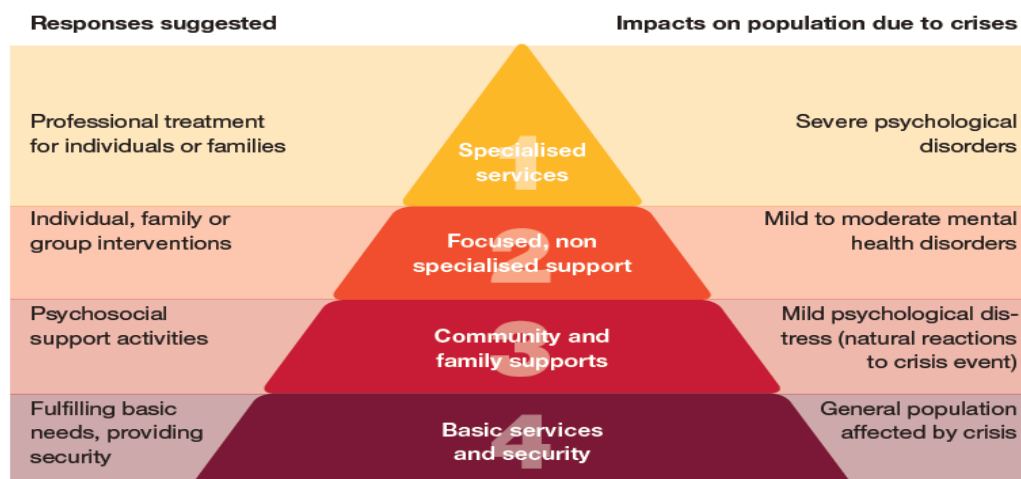 Responses suggested
Impacts on population due to crises
Professional treatment
for individuals or families
1
Specialised
services
Severe psychological
disorders
Individual, family or
group interventions
2
Focused, non
specialised support
Mild to moderate mental
health disorders
Psychosocial
support activities
3
Community and
family supports
Mild psychological dis-
tress (natural reactions
to crisis event)
Fulfilling basic
needs, providing
security
4
Basic services
and security
General population
affected by crisis